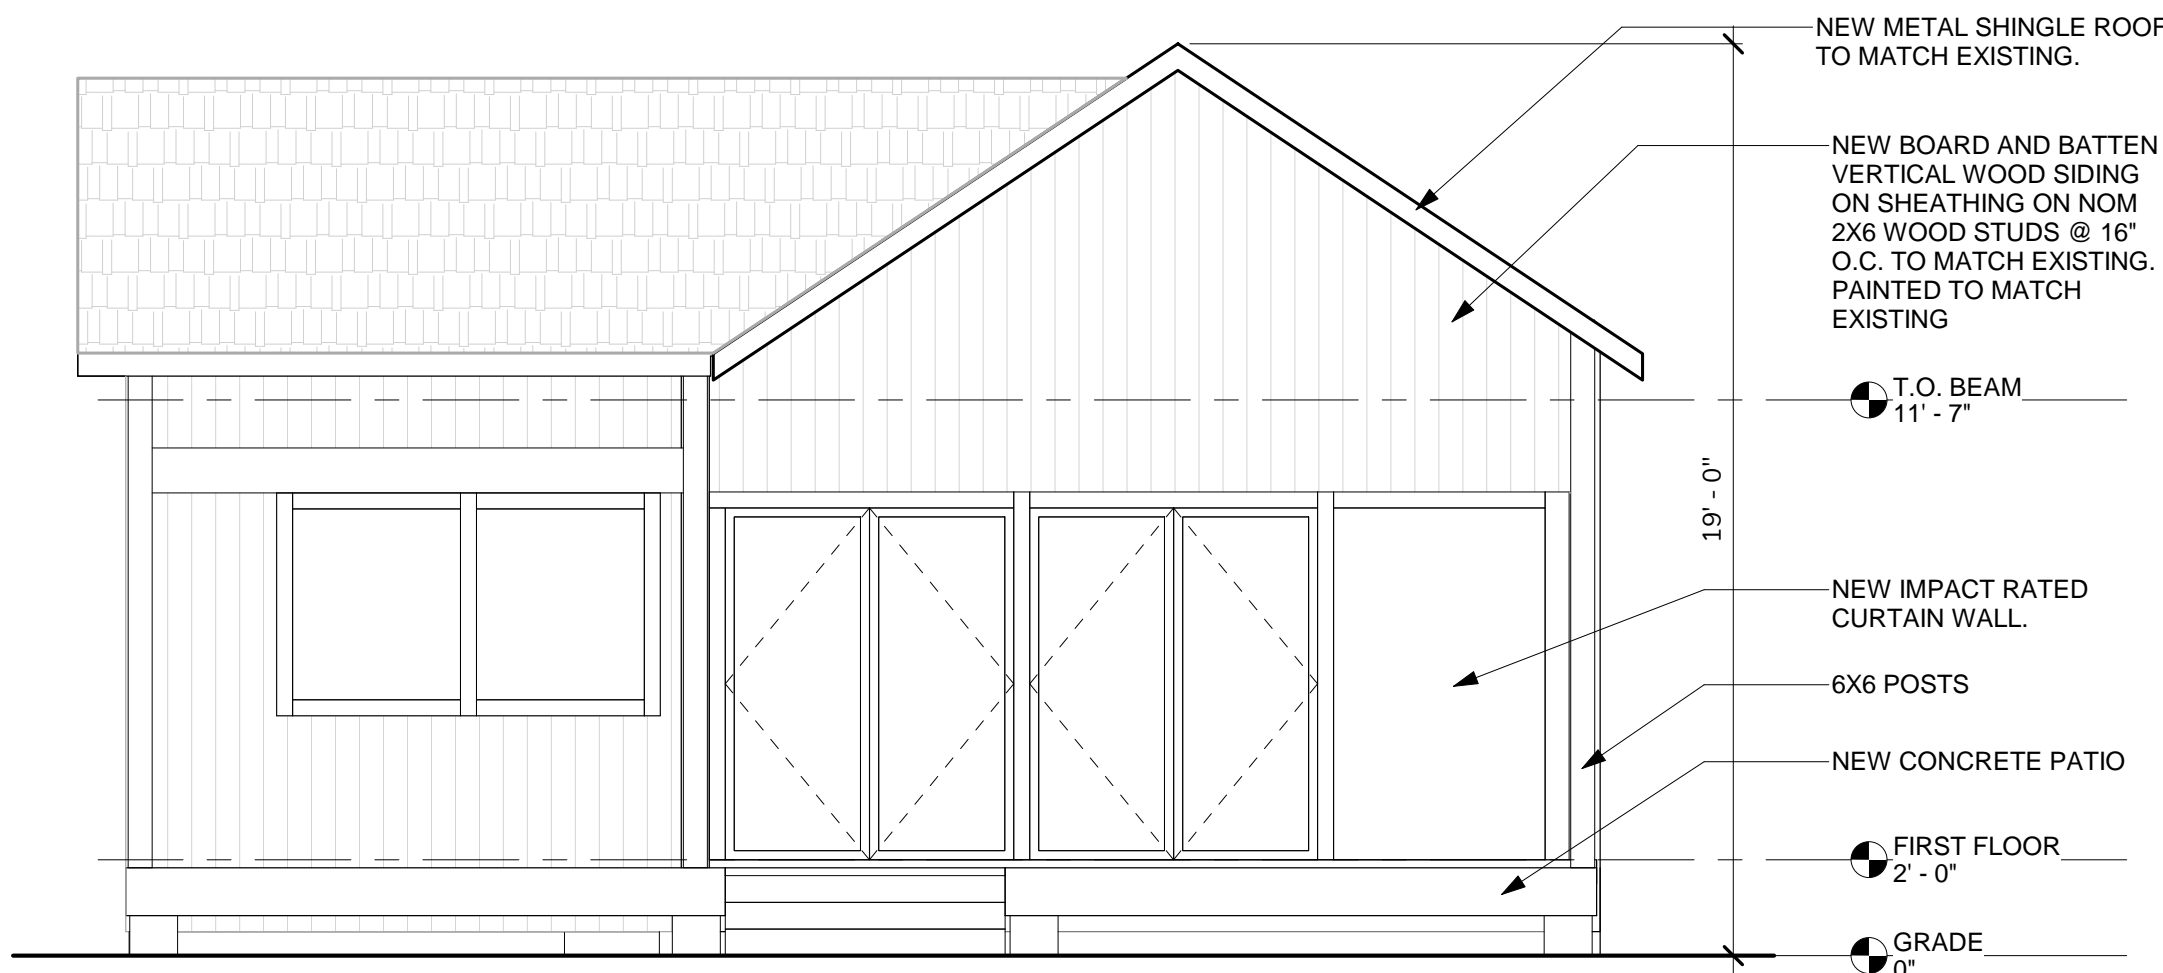 NEW METAL SHINGLE ROOF
TO MATCH EXISTING.
NEW BOARD AND BATTEN
VERTICAL WOOD SIDING
ON SHEATHING ON NOM
2X6 WOOD STUDS @ 16"
O.C. TO MATCH EXISTING.
PAINTED TO MATCH
EXISTING
T.O. BEAM
11' - 7"
19' - 0"
NEW IMPACT RATED
CURTAIN WALL.
6X6 POSTS
NEW CONCRETE PATIO
FIRST FLOOR
2' - 0"
GRADE
0"